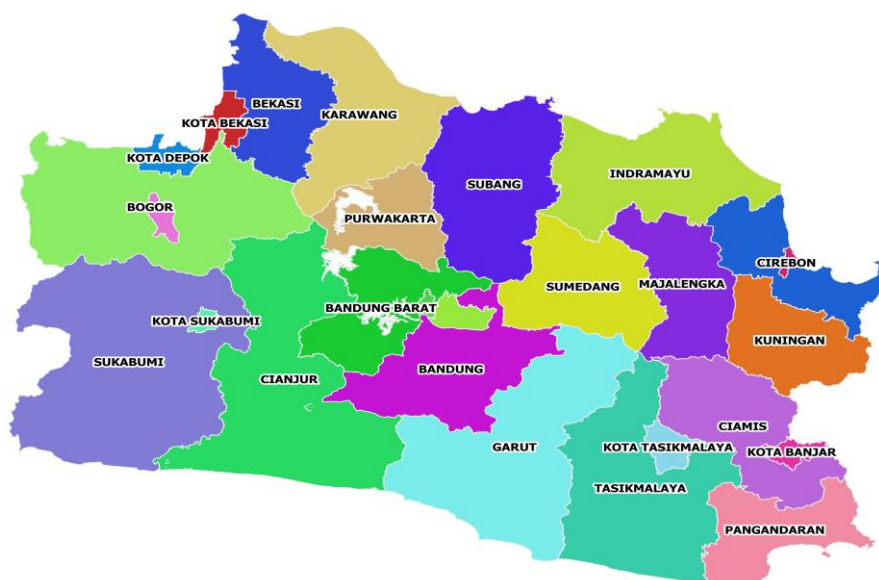 BEKASI
KARAWANG
KOTA BEKASI
KOTA DEPOK
SUBANG
INDRAMAYU
BOGOR
PURWAKARTA
CIREBON
SUMEDANG
MAJALENGKA
BANDUNG BARAT
KOTA SUKABUMI
KUNINGAN
SUKABUMI
BANDUNG
CIANJUR
CIAMIS
GARUT
KOTA TASIKMALAYA
KOTA BANJAR
TASIKMALAYA
PANGANDARAN